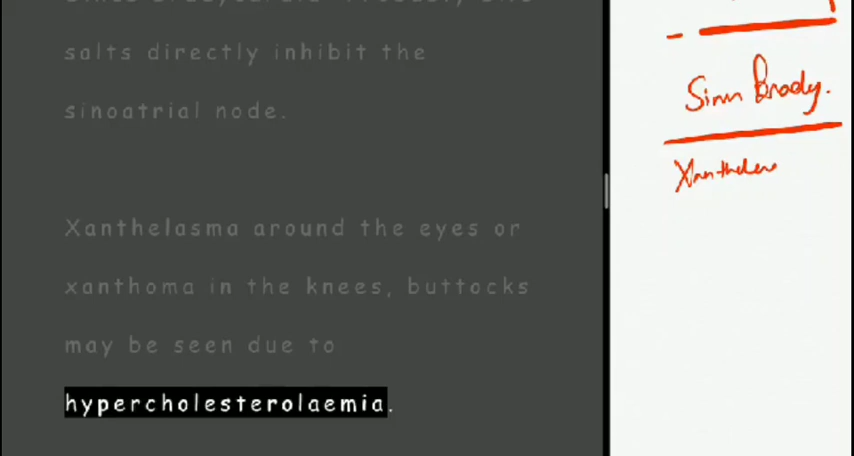 salts directly inhibit the
sinoatrial node.
Xanthelasma around the eyes or
xanthoma in the knees, buttocks
may be seen due to
hypercholesterolaemia.
Sinus Brady.